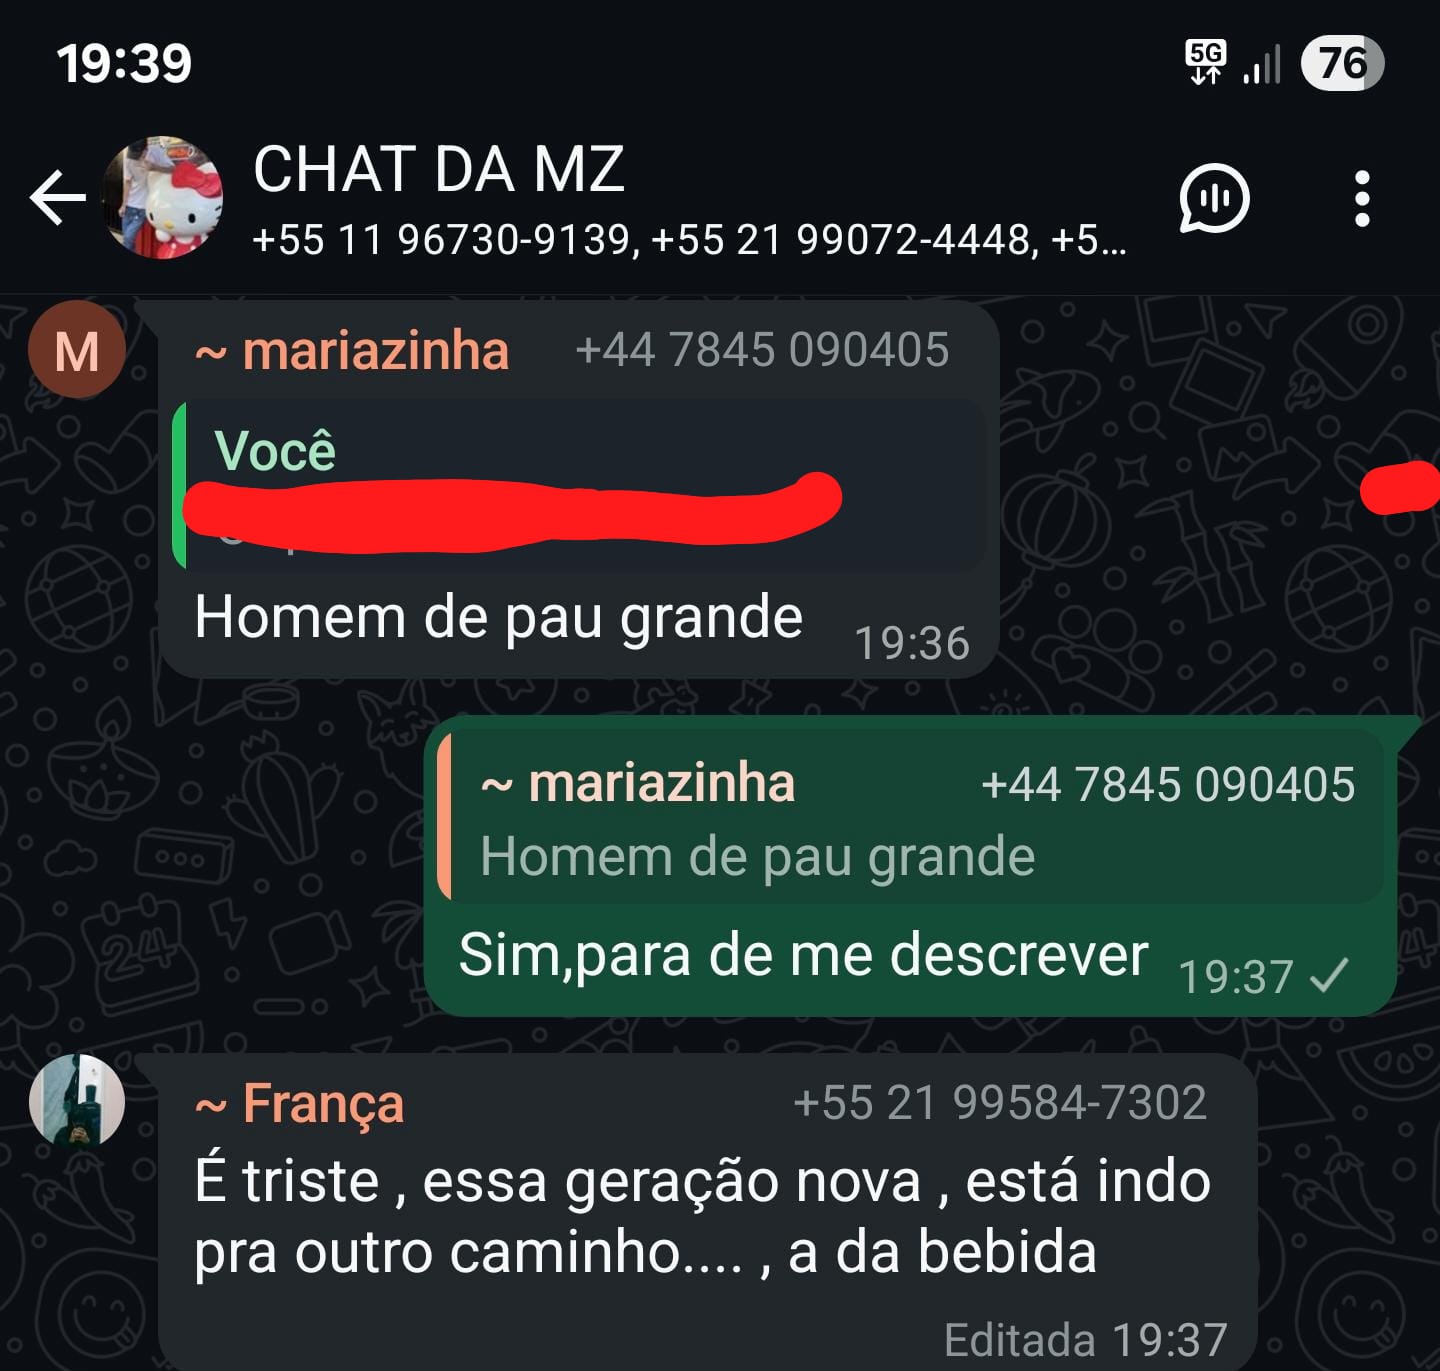 19:39
5G
76
CHAT DA MZ
+55 11 96730-9139, +55 21 99072-4448, +5...
M
~ mariazinha +44 7845 090405
Você
Homem de pau grande
19:36
~ mariazinha +44 7845 090405
Homem de pau grande
Sim,para de me descrever
19:37
~ França +55 21 99584-7302
É triste , essa geração nova , está indo
pra outro caminho.... , a da bebida
Editada 19:37